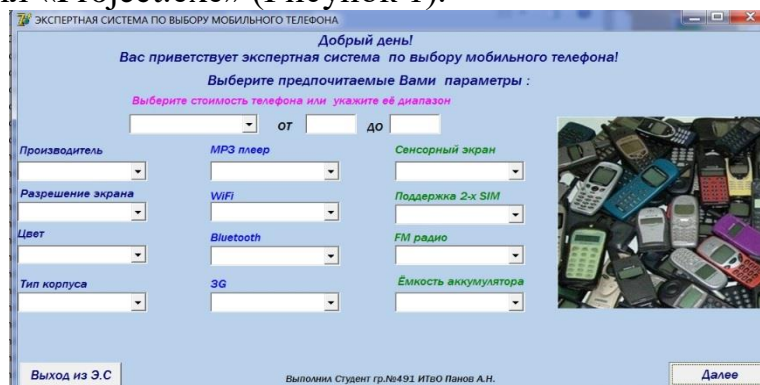 «Project.exe» (Рисунок 1).
ЭКСПЕРТНАЯ СИСТЕМА ПО ВЫБОРУ МОБИЛЬНОГО ТЕЛЕФОНА
Добрый день!
Вас приветствует экспертная система по выбору мобильного телефона!
Выберите предпочитаемые Вами параметры :
Выберите стоимость телефона или укажите её диапазон
от до
Производитель MP3 плеер Сенсорный экран
Разрешение экрана WiFi Поддержка 2-х SIM
Цвет Bluetooth FM радио
Тип корпуса 3G Ёмкость аккумулятора
Выход из Э.С Выполнил Студент гр.№491 ИТвО Панов А.Н. Далее